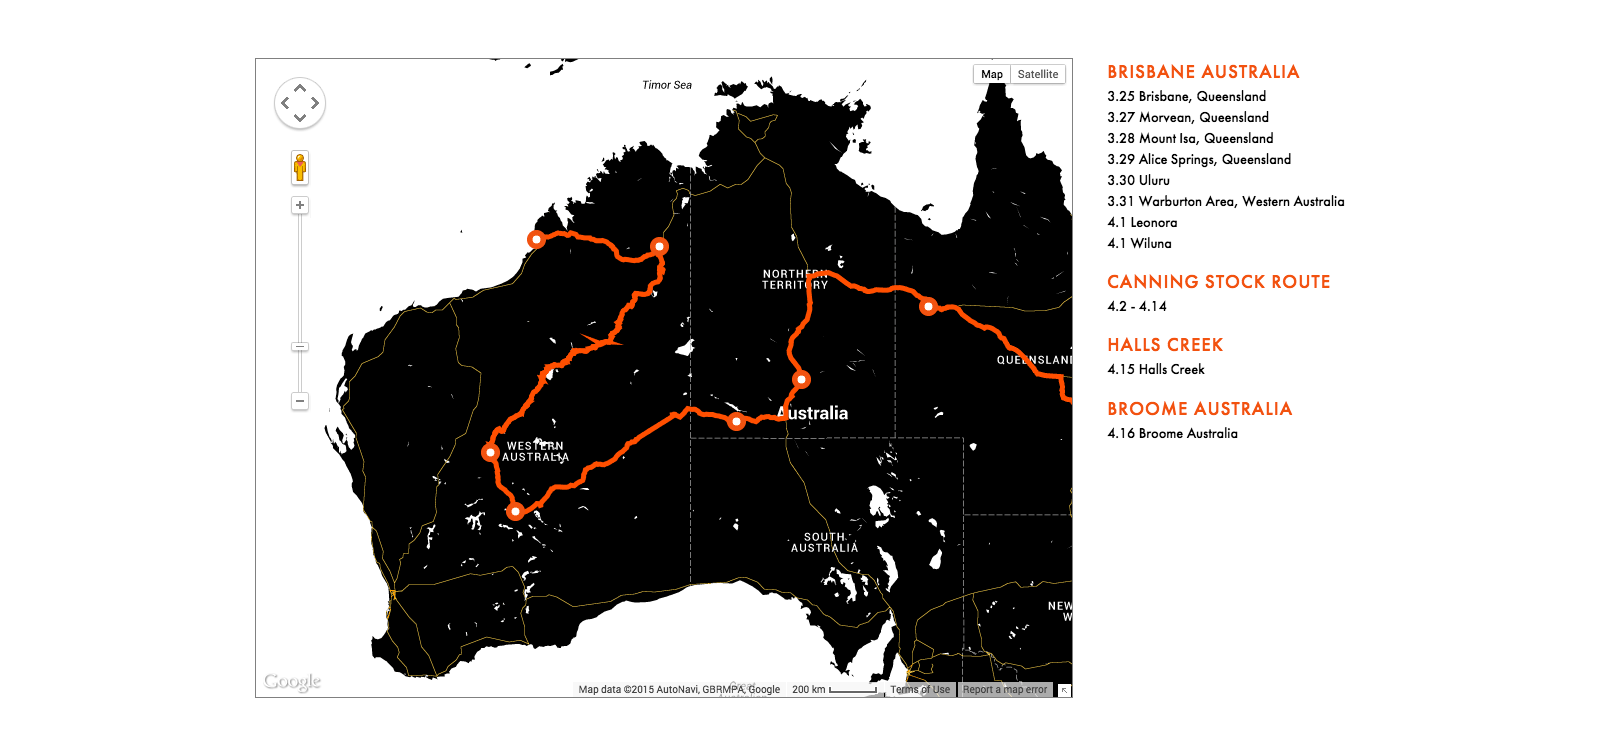 Timor Sea
Map
Satellite
NORTHERN
TERRITORY
QUEENSLAN
Australia
WESTERN
AUSTRALIA
SOUTH
AUSTRALIA
NEW
W
Google
Map data ©2015 AutoNavi, GBRMPA, Google
200 km
Terms of Use
Report a map error
BRISBANE AUSTRALIA
3.25 Brisbane, Queensland
3.27 Morvean, Queensland
3.28 Mount Isa, Queensland
3.29 Alice Springs, Queensland
3.30 Uluru
3.31 Warburton Area, Western Australia
4.1 Leonora
4.1 Wiluna
CANNING STOCK ROUTE
4.2 - 4.14
HALLS CREEK
4.15 Halls Creek
BROOME AUSTRALIA
4.16 Broome Australia